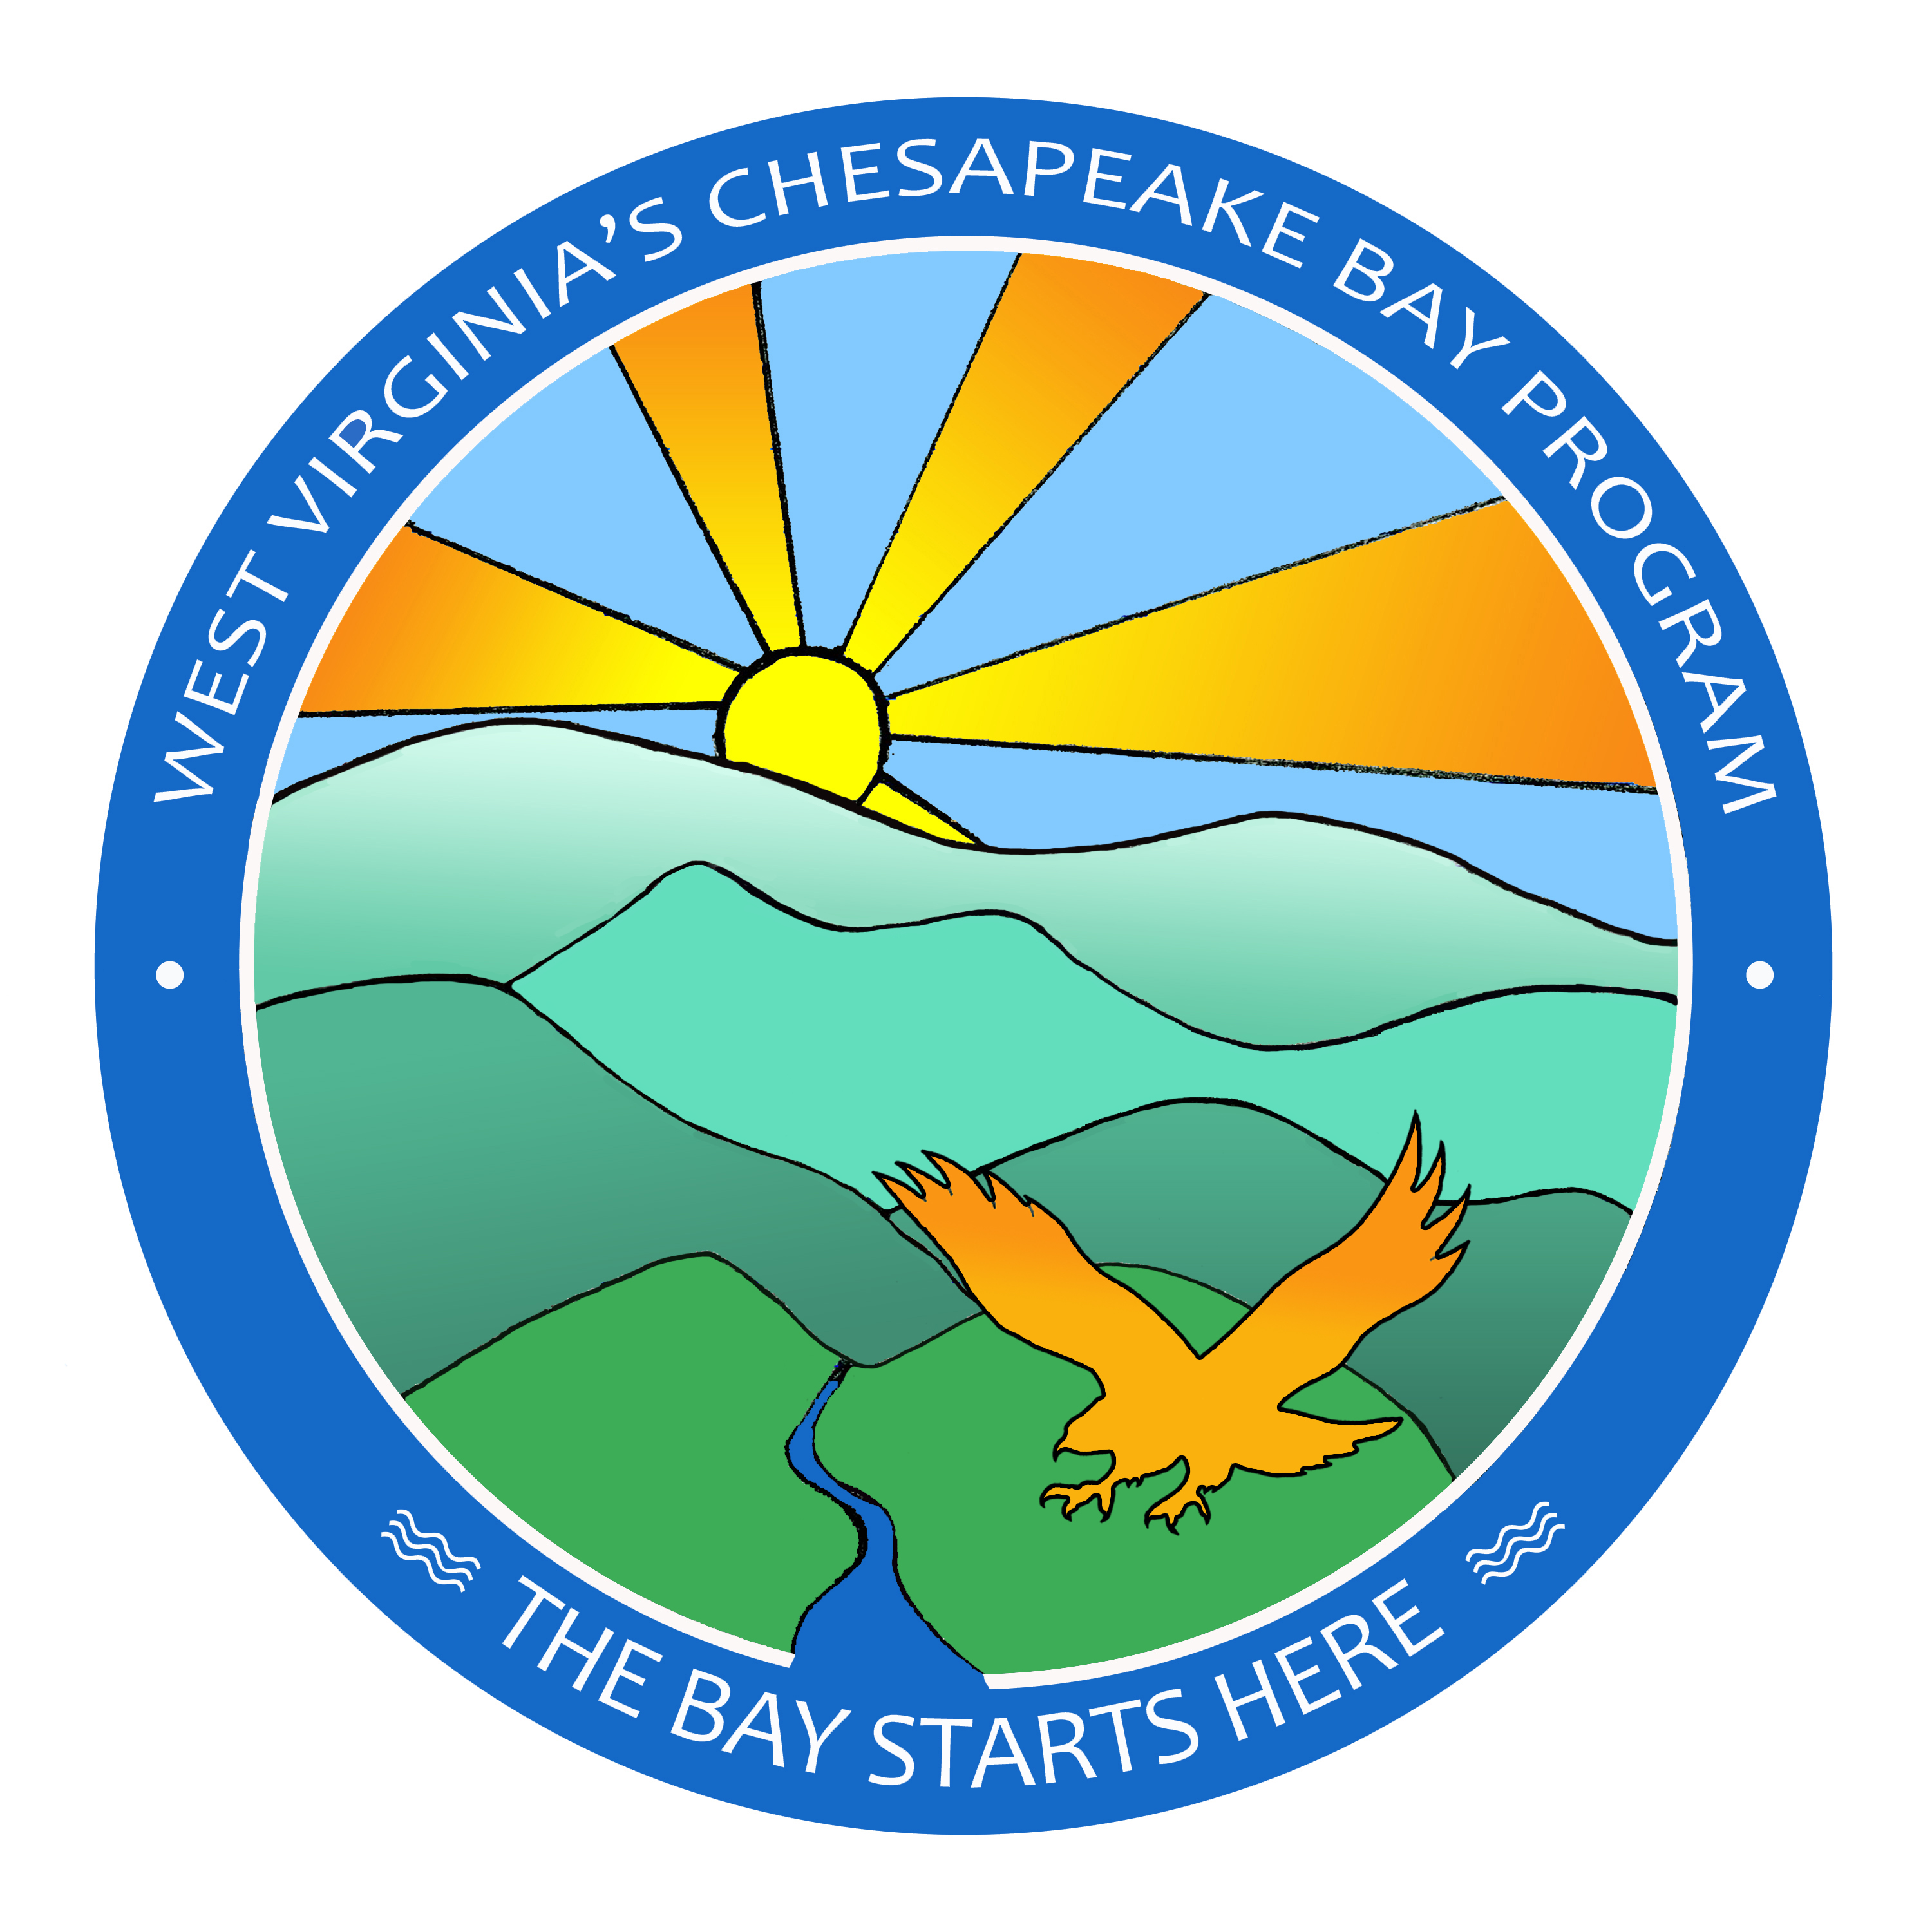 WEST VIRGINIA'S CHESAPEAKE BAY PROGRAM
THE BAY STARTS HERE